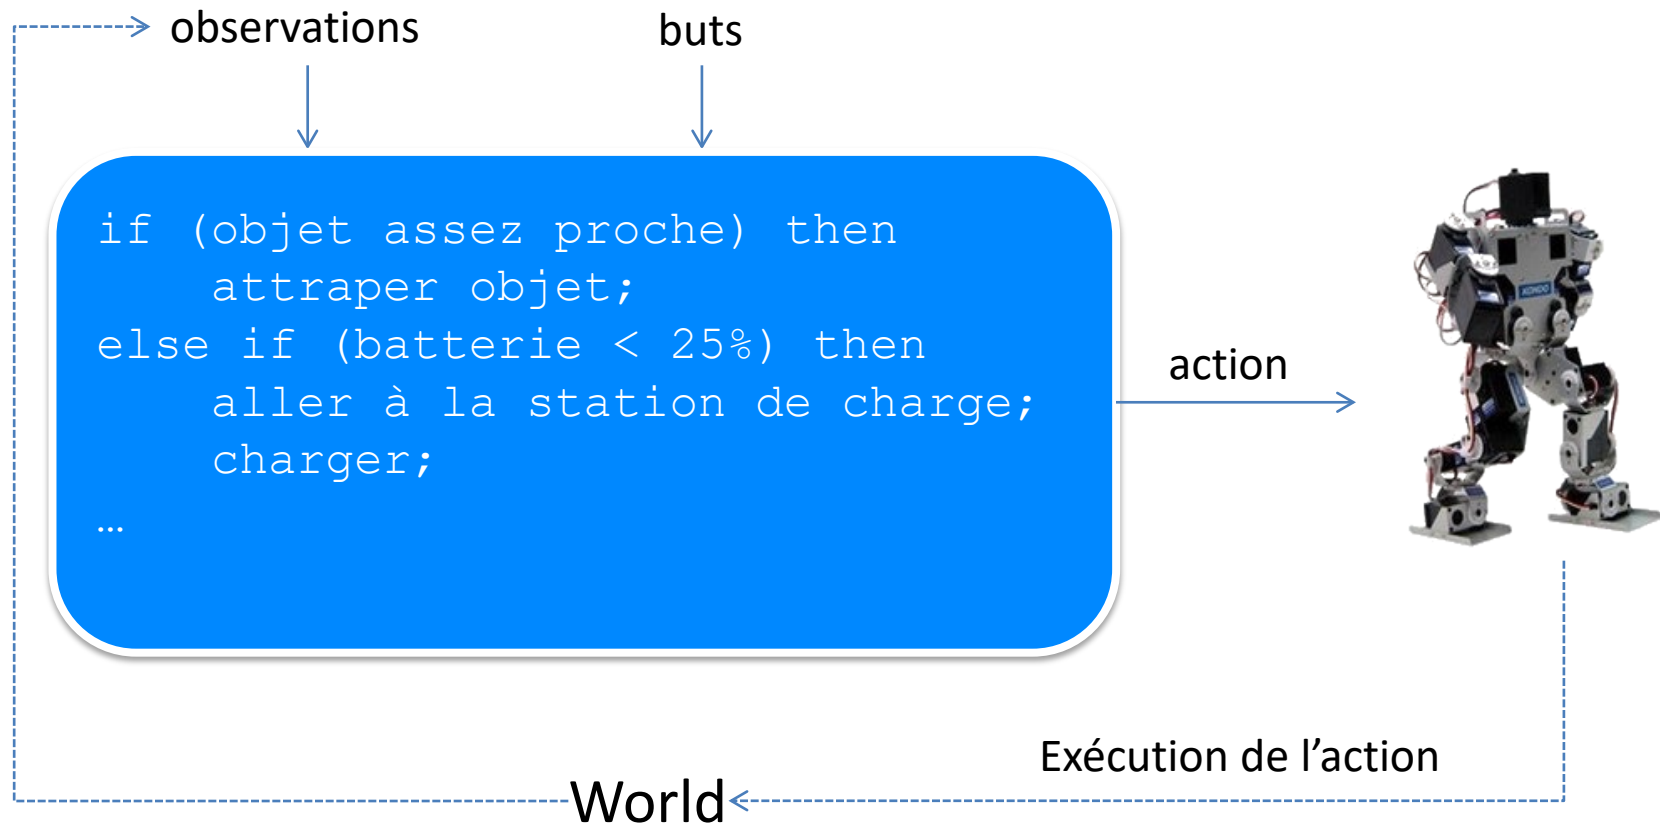 observations
buts
if (objet assez proche) then
attraper objet;
else if (batterie < 25%) then
aller à la station de charge;
charger;
…
action
KONDO
Exécution de l’action
World